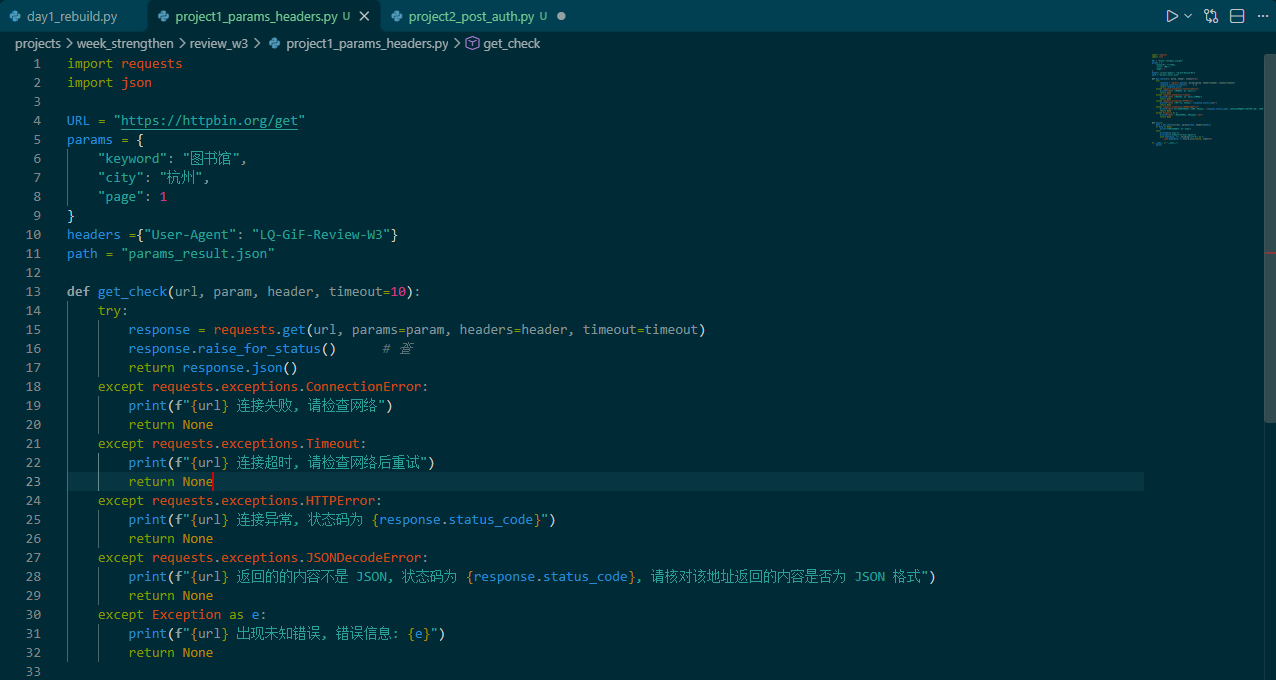 day1_rebuild.py project1_params_headers.py U project2_post_auth.py U
projects > week_strengthen > review_w3 > project1_params_headers.py > get_check
1 import requests
2 import json
3
4 URL = "https://httpbin.org/get"
5 params = {
6 "keyword": "图书馆",
7 "city": "杭州",
8 "page": 1
9 }
10 headers ={"User-Agent": "LQ-GiF-Review-W3"}
11 path = "params_result.json"
12
13 def get_check(url, param, header, timeout=10):
14 try:
15 response = requests.get(url, params=param, headers=header, timeout=timeout)
16 response.raise_for_status() # 查
17 return response.json()
18 except requests.exceptions.ConnectionError:
19 print(f"{url} 连接失败, 请检查网络")
20 return None
21 except requests.exceptions.Timeout:
22 print(f"{url} 连接超时, 请检查网络后重试")
23 return None
24 except requests.exceptions.HTTPError:
25 print(f"{url} 连接异常, 状态码为 {response.status_code}")
26 return None
27 except requests.exceptions.JSONDecodeError:
28 print(f"{url} 返回的的内容不是 JSON, 状态码为 {response.status_code}, 请核对该地址返回的内容是否为 JSON 格式")
29 return None
30 except Exception as e:
31 print(f"{url} 出现未知错误, 错误信息: {e}")
32 return None
33